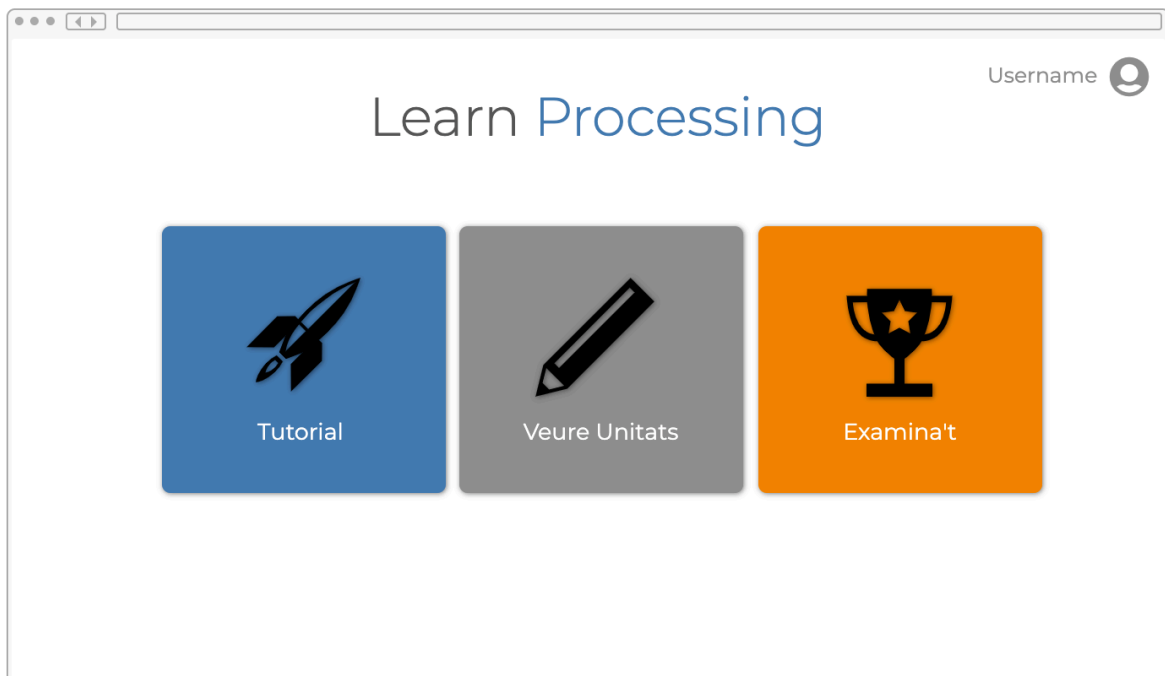 Username
Learn Processing
Tutorial
Veure Unitats
Examina't